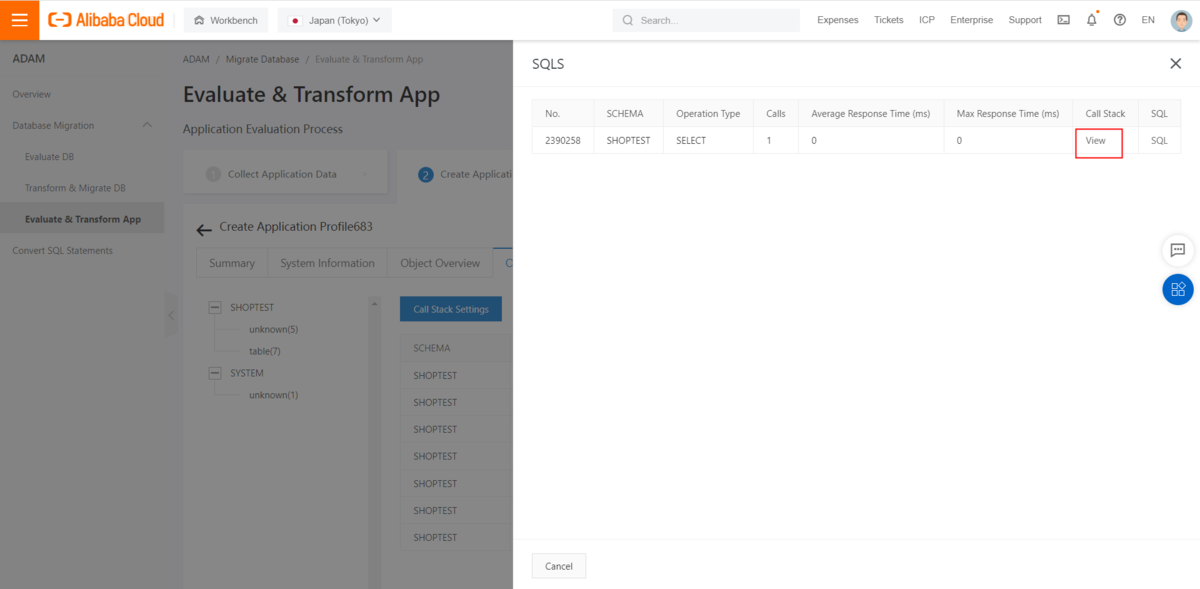 Alibaba Cloud
Workbench
Japan (Tokyo)
Search...
Expenses
Tickets
ICP
Enterprise
Support
EN
ADAM
Overview
Database Migration
Evaluate DB
Transform & Migrate DB
Evaluate & Transform App
Convert SQL Statements
ADAM / Migrate Database / Evaluate & Transform App
Evaluate & Transform App
Application Evaluation Process
1 Collect Application Data
2 Create Applicati
Create Application Profile683
Summary
System Information
Object Overview
SHOPTEST
unknown(5)
table(7)
SYSTEM
unknown(1)
Call Stack Settings
SCHEMA
SHOPTEST
SHOPTEST
SHOPTEST
SHOPTEST
SHOPTEST
SHOPTEST
SHOPTEST
SQLS
No. SCHEMA Operation Type Calls Average Response Time (ms) Max Response Time (ms) Call Stack SQL
2390258 SHOPTEST SELECT 1 0 0 View SQL
Cancel